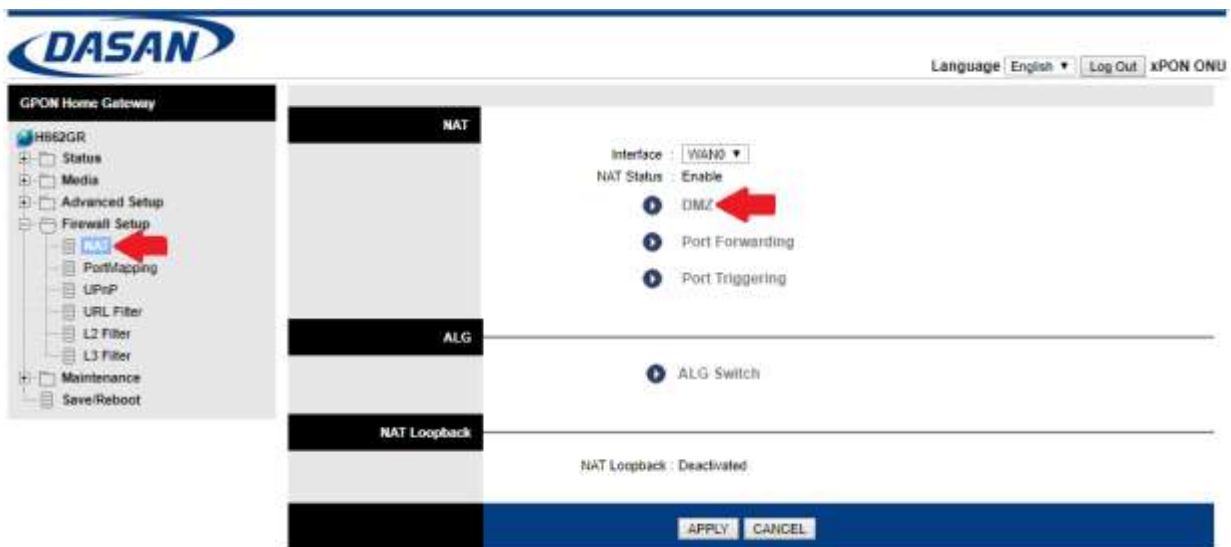 DASAN
Language English Log Out xPON ONU
GPON Home Gateway
H662GR
Status
Media
Advanced Setup
Firewall Setup
NAT
PortMapping
UPnP
URL Filter
L2 Filter
L3 Filter
Maintenance
Save/Reboot
NAT
Interface : WAN0
NAT Status : Enable
DMZ
Port Forwarding
Port Triggering
ALG
ALG Switch
NAT Loopback
NAT Loopback : Deactivated
APPLY CANCEL